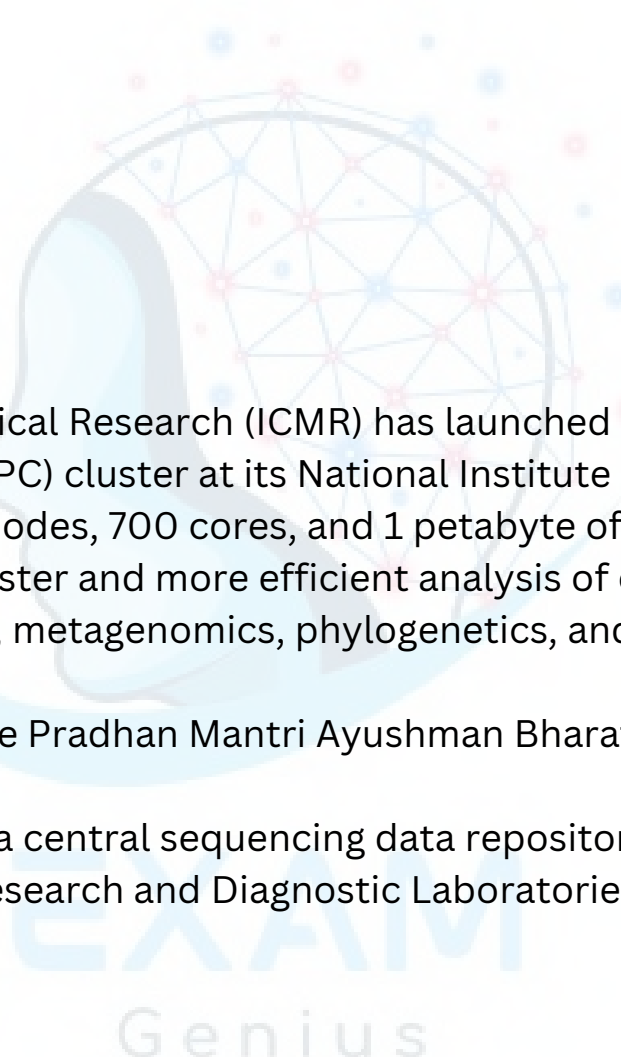 ical Research (ICMR) has launched
PC) cluster at its National Institute
odes, 700 cores, and 1 petabyte of
ster and more efficient analysis of
metagenomics, phylogenetics, and
e Pradhan Mantri Ayushman Bhara
a central sequencing data repositor
esearch and Diagnostic Laboratorie
EXAM
Genius